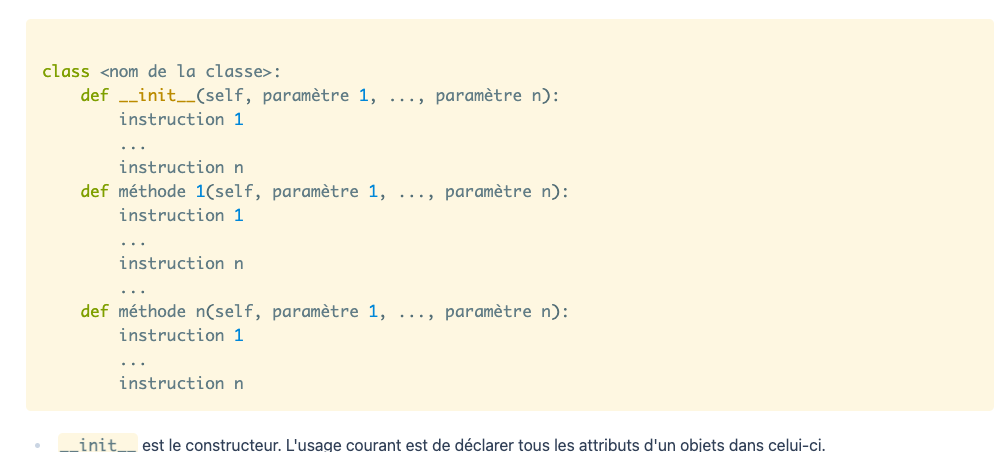 class <nom de la classe>:
    def __init__(self, paramètre 1, ..., paramètre n):
        instruction 1
        ...
        instruction n
    def méthode 1(self, paramètre 1, ..., paramètre n):
        instruction 1
        ...
        instruction n
        ...
    def méthode n(self, paramètre 1, ..., paramètre n):
        instruction 1
        ...
        instruction n
• __init__ est le constructeur. L'usage courant est de déclarer tous les attributs d'un objets dans celui-ci.